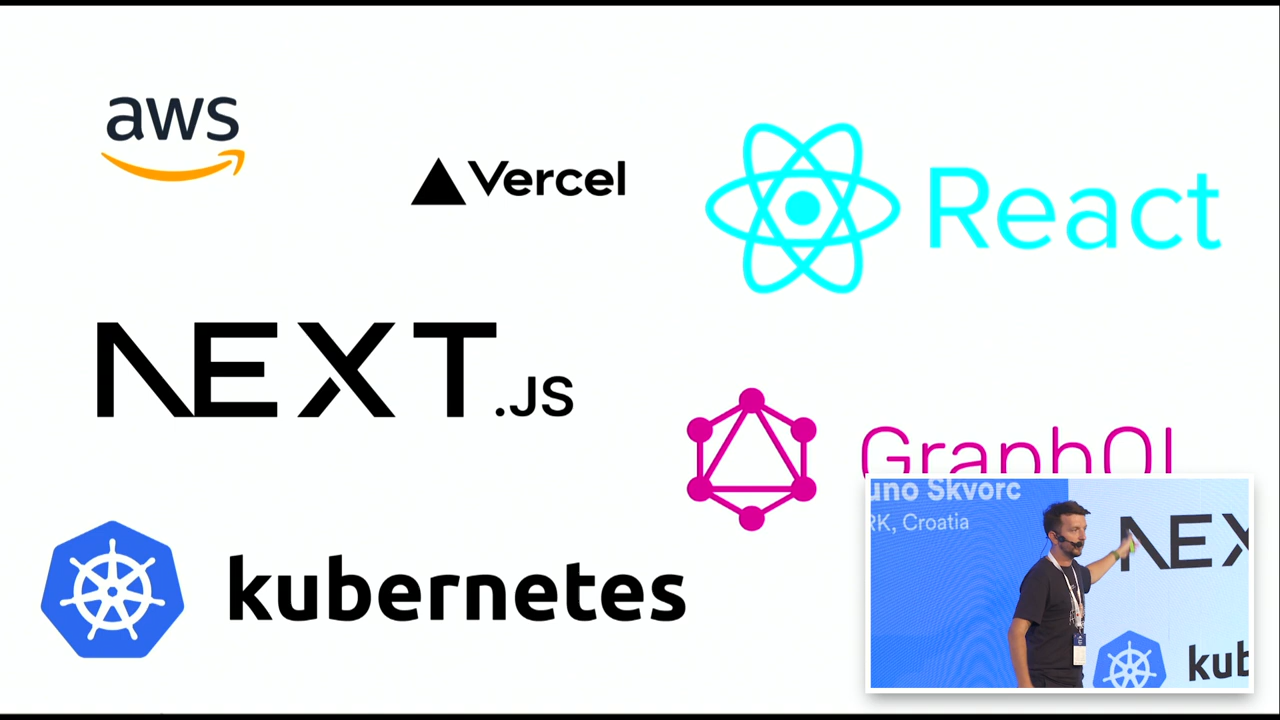 aws
Vercel
React
NEXT.JS
GraphQL
kubernetes
uno Skvorc
RK, Croatia
NEX
kub